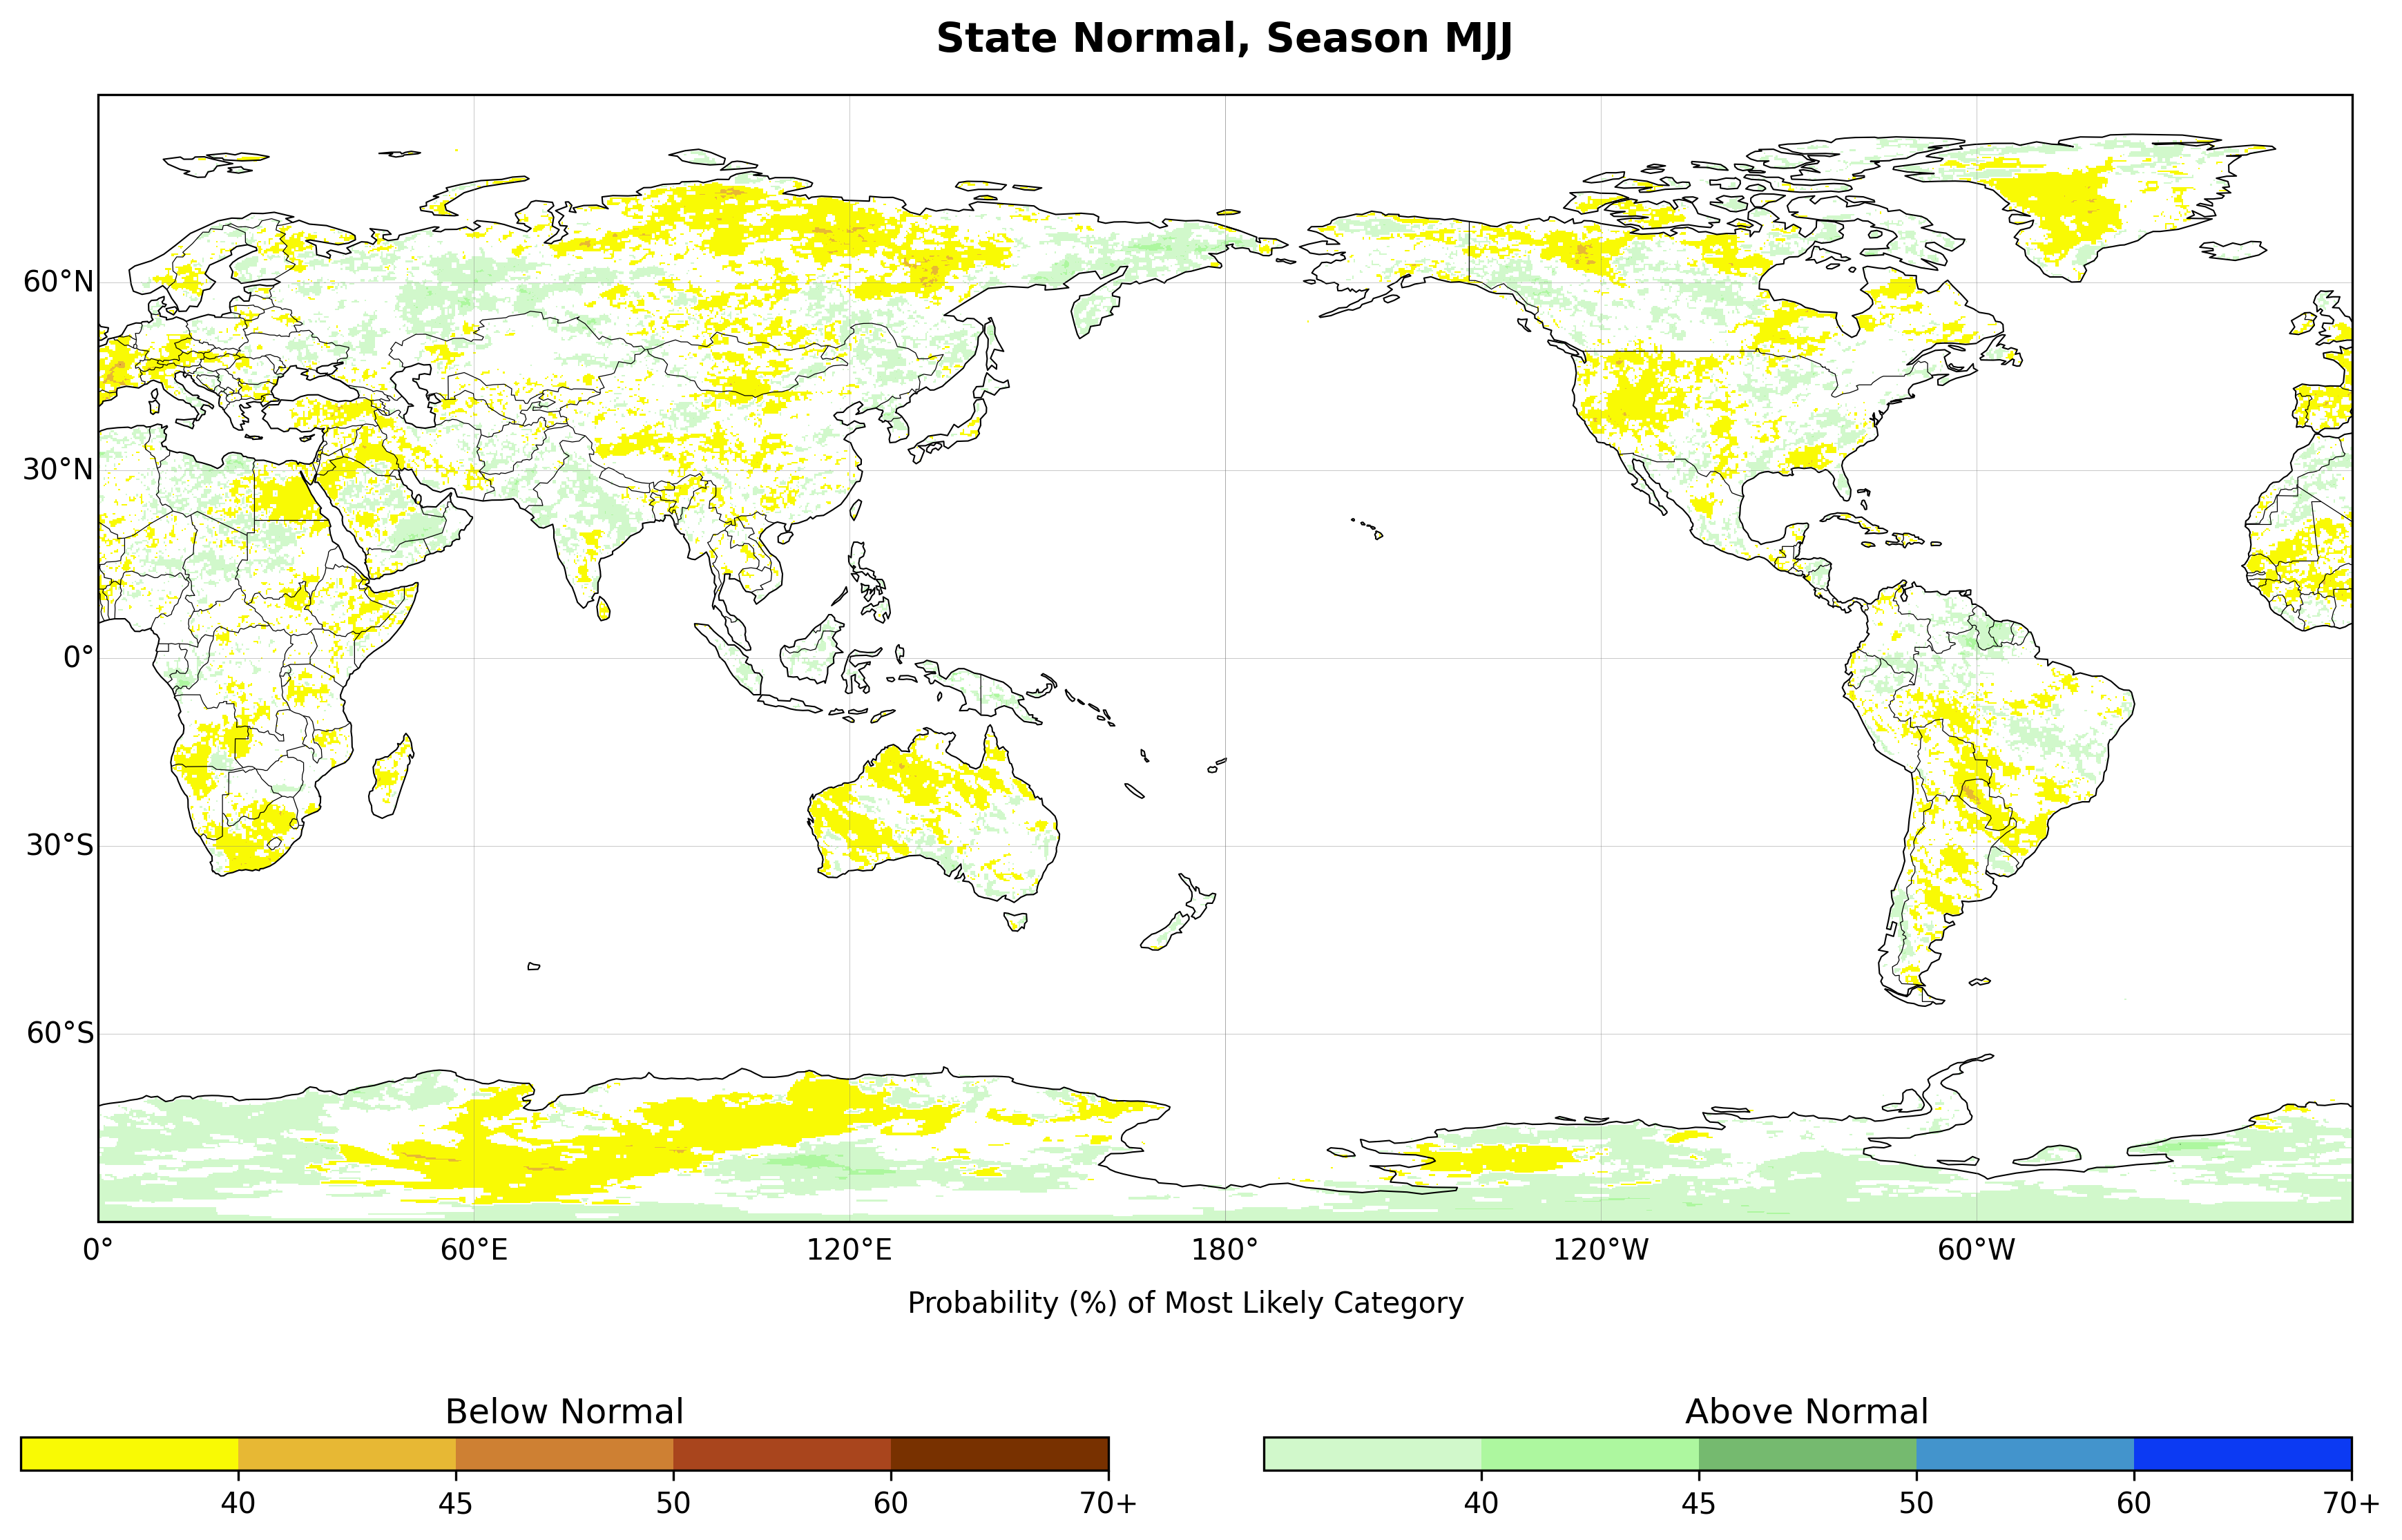 State Normal, Season MJJ
60°N
30°N
0°
30°S
60°S
0° 60°E 120°E 180° 120°W 60°W
Probability (%) of Most Likely Category
Below Normal Above Normal
40 45 50 60 70+ 40 45 50 60 70+